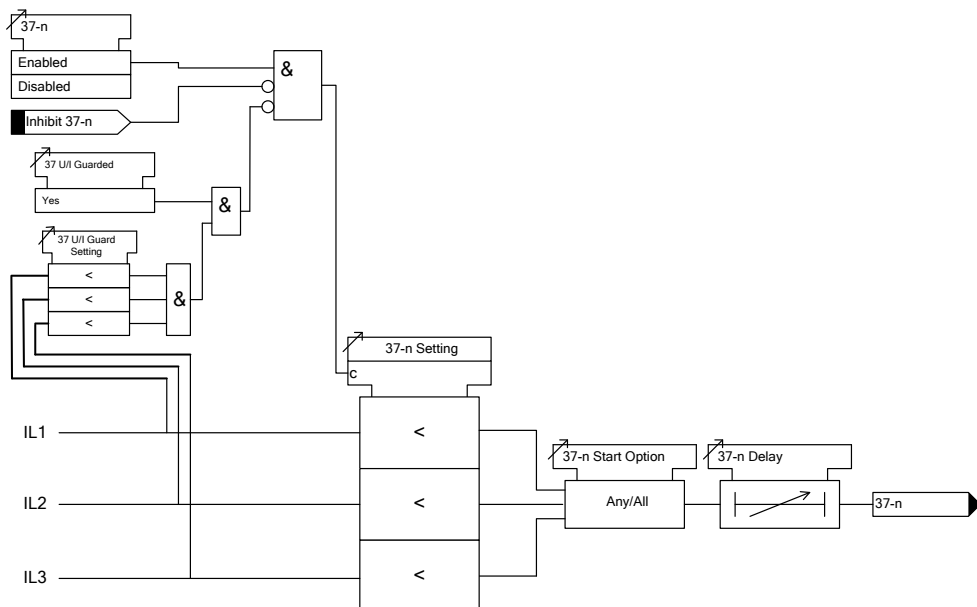 37-n
Enabled
Disabled
Inhibit 37-n
&
37 U/I Guarded
Yes
&
37 U/I Guard
Setting
<
<
<
&
37-n Setting
c
IL1
<
IL2
<
IL3
<
37-n Start Option
Any/All
37-n Delay
37-n